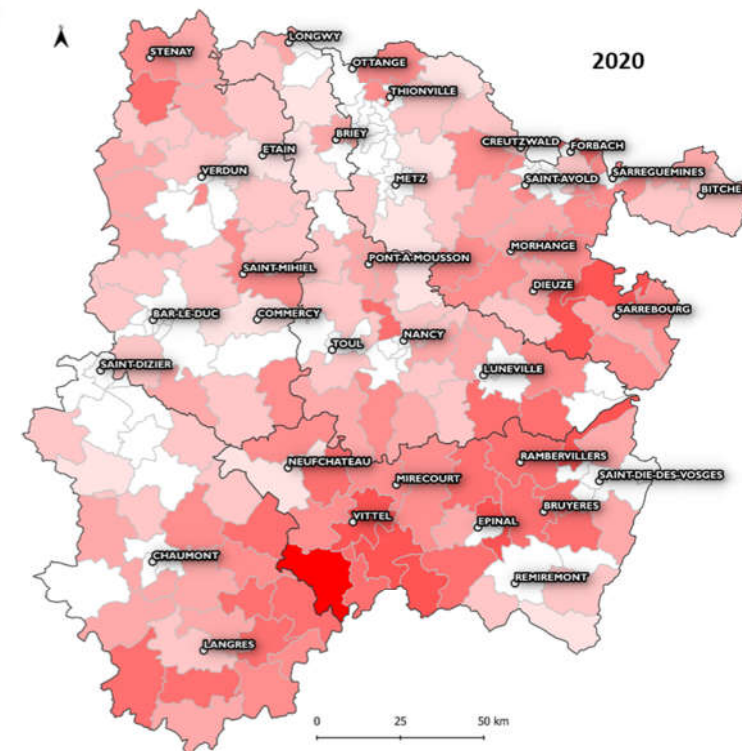 LONGWY
STENAY
2020
OTTANGE
THIONVILLE
BRIEY
CREUTZWALD
FORBACH
ETAIN
VERDUN
SARREGUEMINES
METZ
SAINT-AVOLD
BITCHE
MORHANGE
PONT-A-MOUSSON
SAINT-MIHIEL
DIEUZE
BAR-LE-DUC
COMMERCY
SARREBOURG
NANCY
TOUL
SAINT-DIZIER
LUNEVILLE
RAMBERVILLERS
NEUFCHATEAU
MIRECOURT
SAINT-DIE-DES-VOSGES
BRUYERES
VITTEL
EPINAL
CHAUMONT
REMIREMONT
LANGRES
0 25 50 km